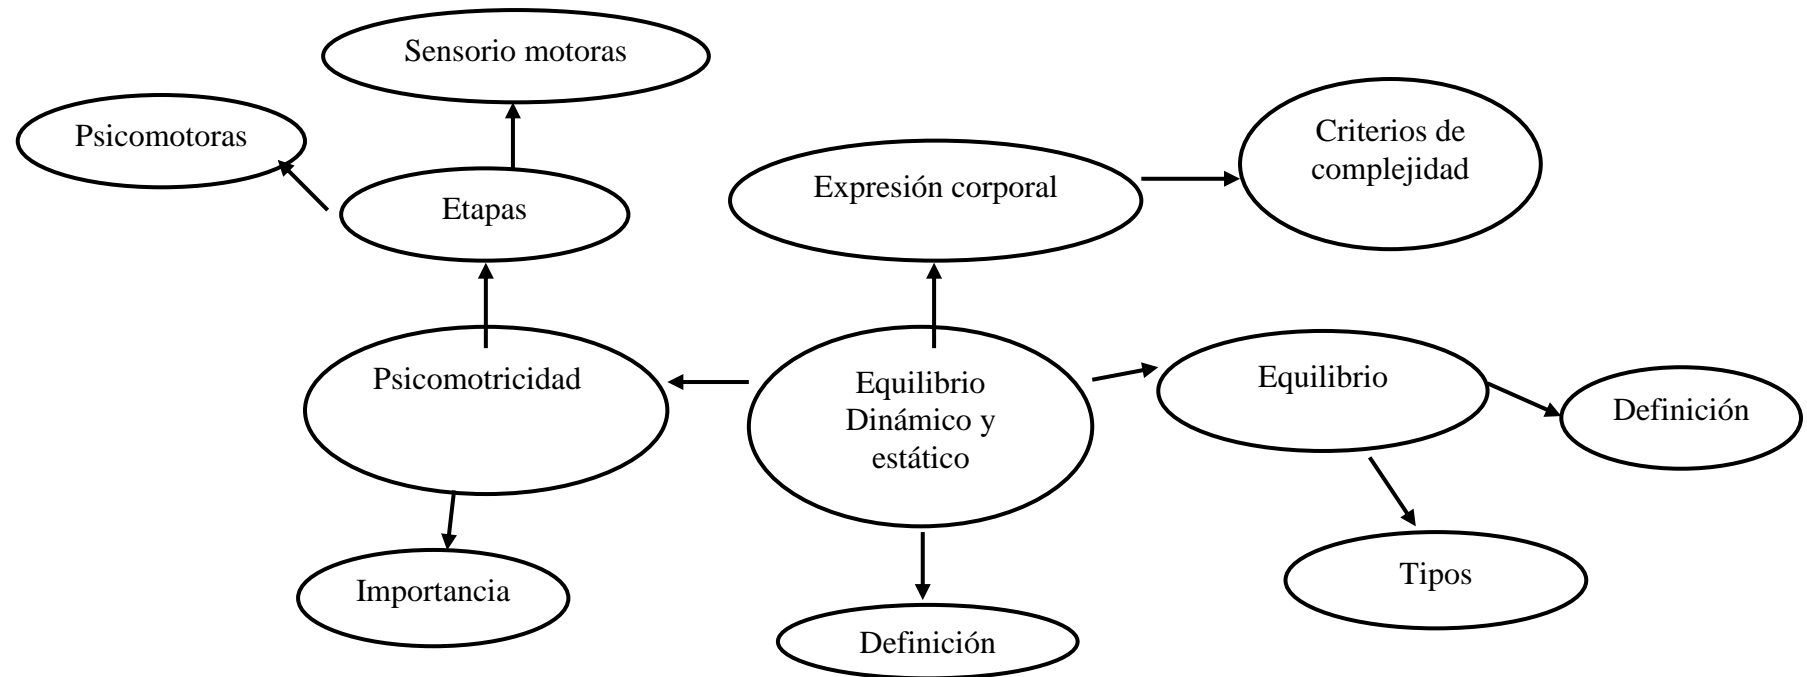 Sensorio motoras
Psicomotoras
Criterios de
complejidad
Expresión corporal
Etapas
Psicomotricidad
Equilibrio
Dinámico y
estático
Equilibrio
Definición
Importancia
Tipos
Definición